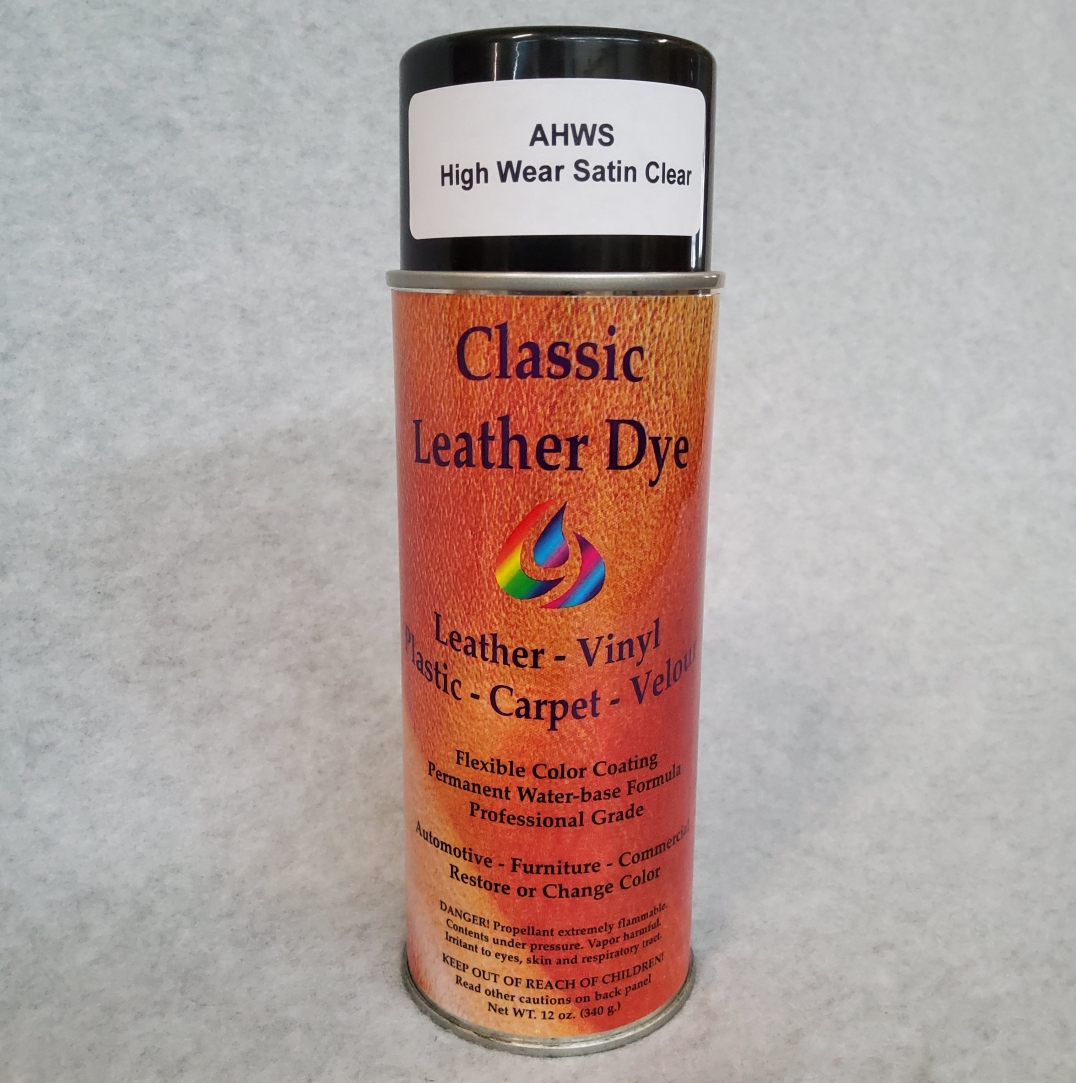 AHWS
High Wear Satin Clear
Classic
Leather Dye
Leather - Vinyl
Plastic - Carpet - Velour
Flexible Color Coating
Permanent Water-base Formula
Professional Grade
Automotive - Furniture - Commercial
Restore or Change Color
DANGER! Propellant extremely flammable.
Contents under pressure. Vapor harmful.
Irritant to eyes, skin and respiratory tract.
KEEP OUT OF REACH OF CHILDREN!
Read other cautions on back panel
Net WT. 12 oz. (340 g.)